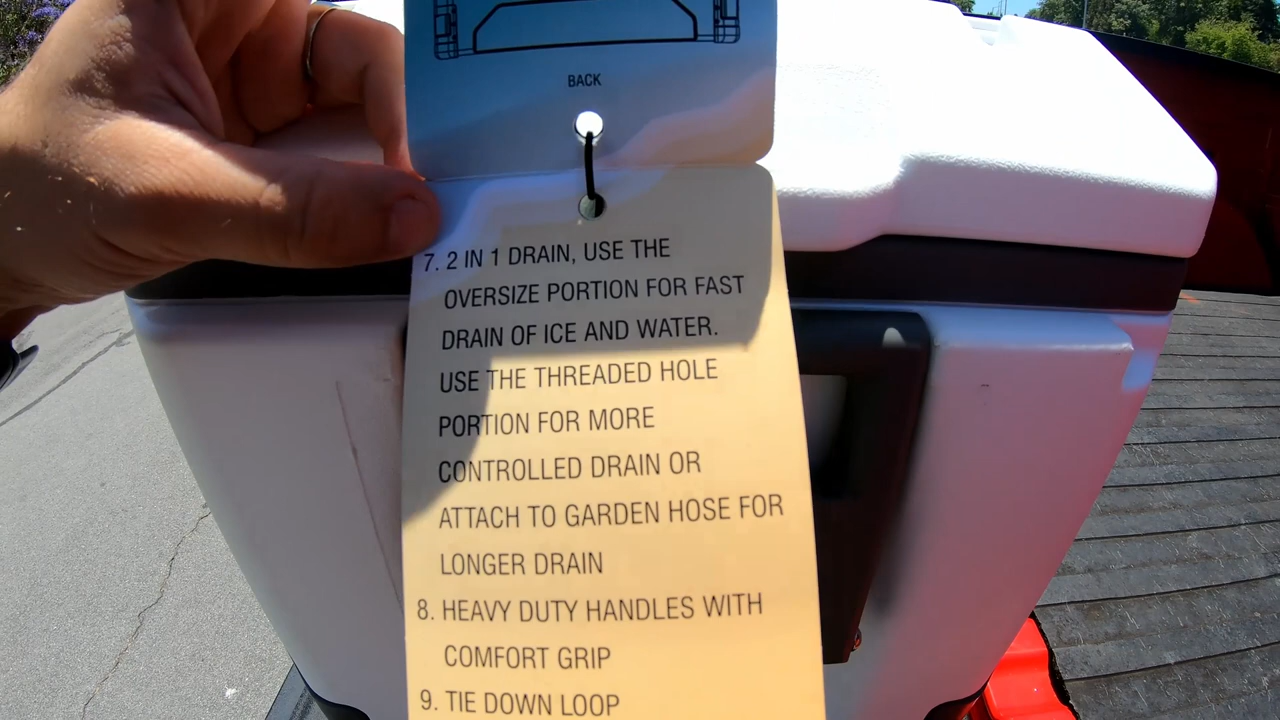 BACK
7. 2 IN 1 DRAIN, USE THE
OVERSIZE PORTION FOR FAST
DRAIN OF ICE AND WATER.
USE THE THREADED HOLE
PORTION FOR MORE
CONTROLLED DRAIN OR
ATTACH TO GARDEN HOSE FOR
LONGER DRAIN
8. HEAVY DUTY HANDLES WITH
COMFORT GRIP
9. TIE DOWN LOOP